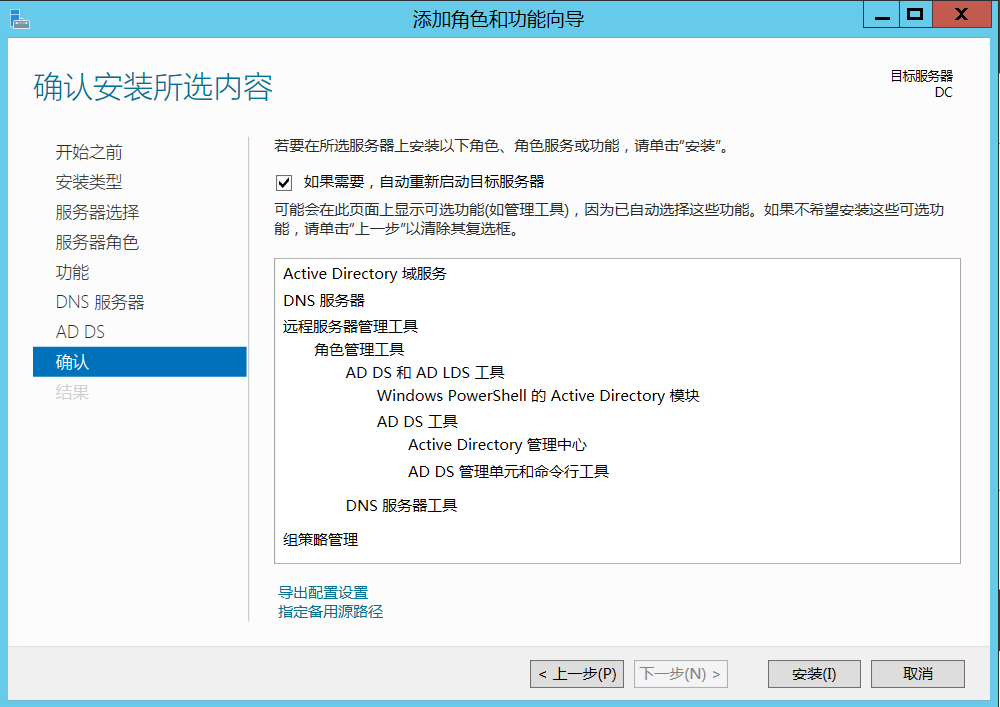 添加角色和功能向导
确认安装所选内容
目标服务器
DC
开始之前
安装类型
服务器选择
服务器角色
功能
DNS 服务器
AD DS
确认
结果
若要在所选服务器上安装以下角色、角色服务或功能，请单击"安装"。
如果需要，自动重新启动目标服务器
可能会在此页面上显示可选功能(如管理工具)，因为已自动选择这些功能。如果不希望安装这些可选功
能，请单击"上一步"以清除其复选框。
Active Directory 域服务
DNS 服务器
远程服务器管理工具
角色管理工具
AD DS 和 AD LDS 工具
Windows PowerShell 的 Active Directory 模块
AD DS 工具
Active Directory 管理中心
AD DS 管理单元和命令行工具
DNS 服务器工具
组策略管理
导出配置设置
指定备用源路径
< 上一步(P)
下一步(N) >
安装(I)
取消